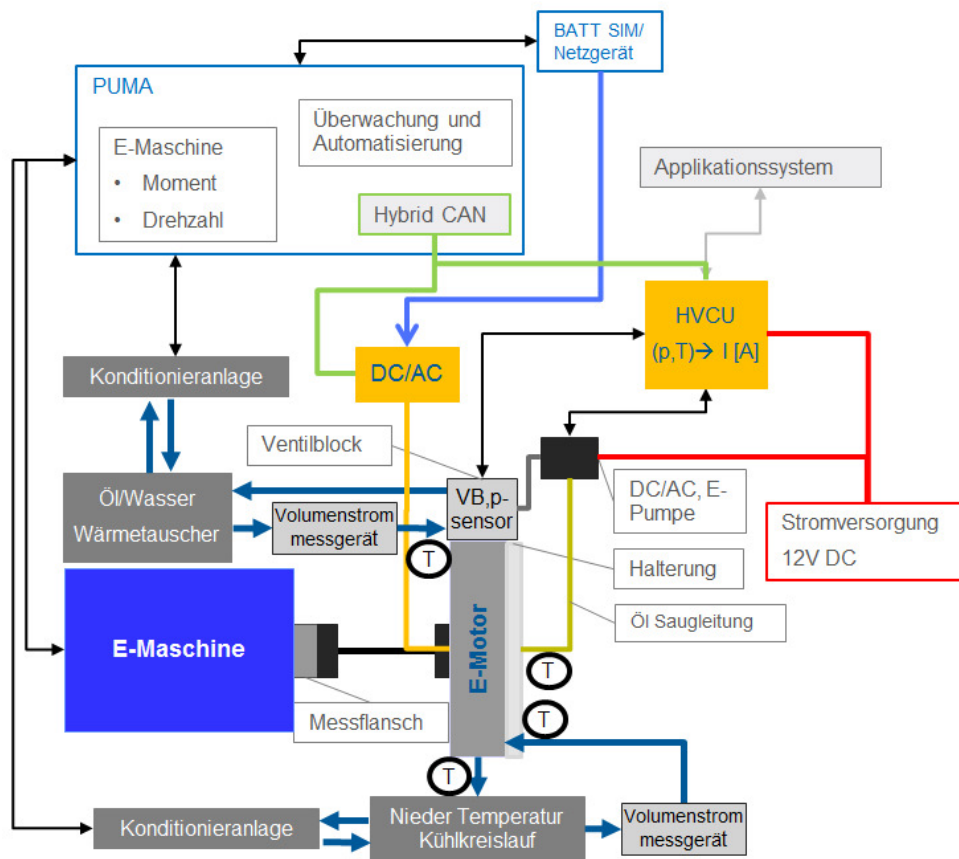 BATT SIM/
Netzgerät
PUMA
Überwachung und
Automatisierung
E-Maschine
• Moment
• Drehzahl
Applikationssystem
Hybrid CAN
HVCU
(p,T)→ I [A]
Konditionieranlage
DC/AC
Ventilblock
Öl/Wasser
Wärmetauscher
Volumenstrom
messgerät
VB,p-
sensor
DC/AC, E-
Pumpe
Stromversorgung
12V DC
T
Halterung
E-Maschine
E-Motor
Öl Saugleitung
T
Messflansch
T
T
Konditionieranlage
Nieder Temperatur
Kühlkreislauf
Volumenstrom
messgerät